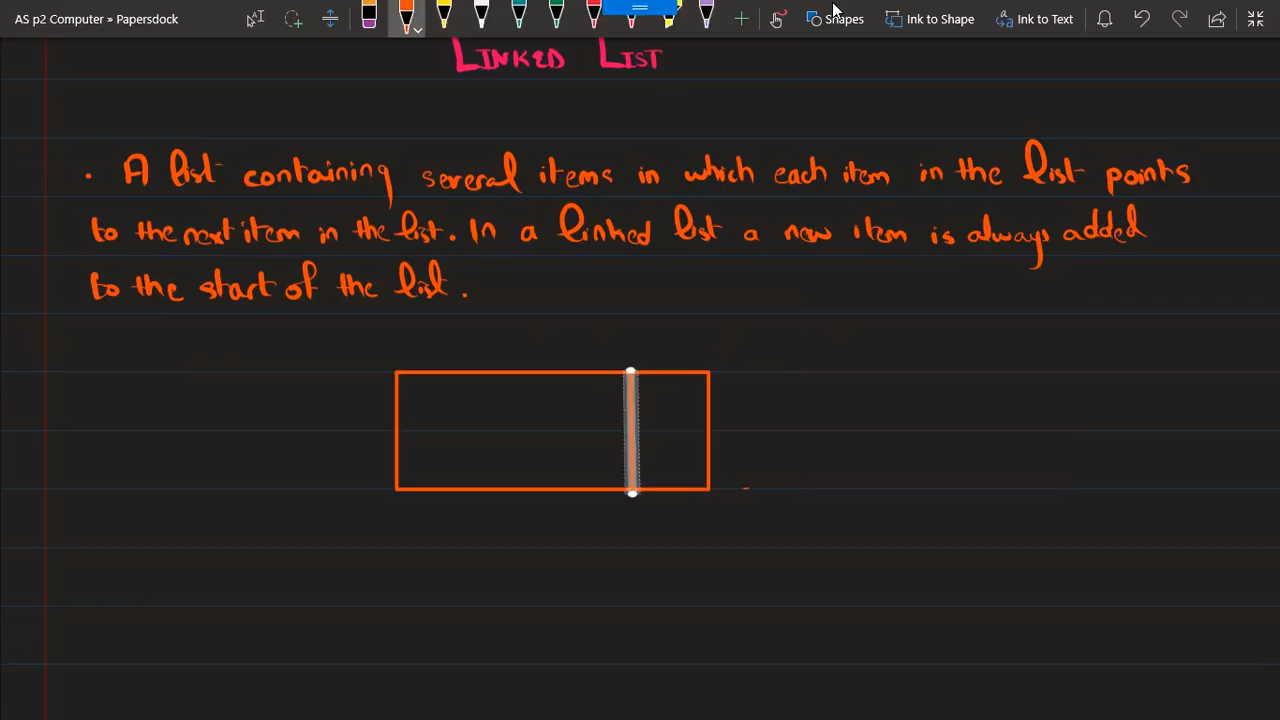 AS p2 Computer » Papersdock
Shapes
Ink to Shape
Ink to Text
LINKED LIST
. A list containing several items in which each item in the list points
to the next item in the list. In a linked list a new item is always added
to the start of the list.